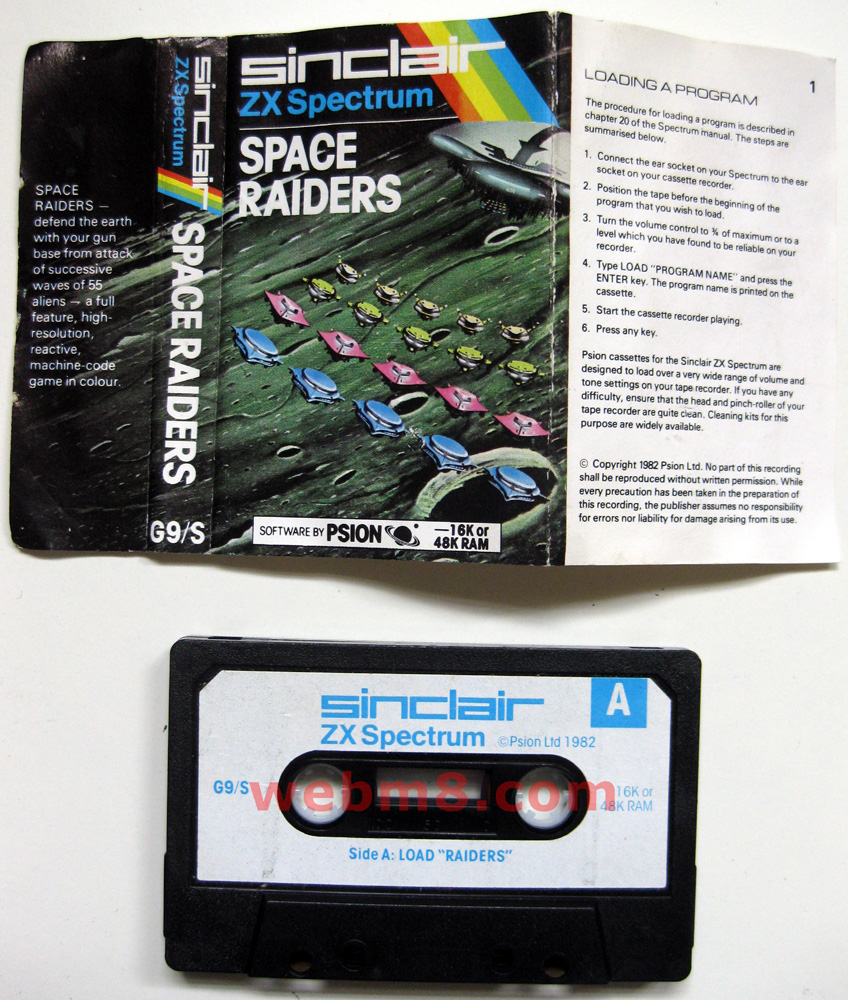 SPACE
RAIDERS —
defend the earth
with your gun
base from attack
of successive
waves of 55
aliens — a full
feature, high-
resolution,
reactive,
machine-code
game in colour.
sinclair
ZX Spectrum
SPACE RAIDERS
G9/S
sinclair
ZX Spectrum
SPACE
RAIDERS
SOFTWARE BY PSION
—16K or
48K RAM
LOADING A PROGRAM
1
The procedure for loading a program is described in
chapter 20 of the Spectrum manual. The steps are
summarised below.
1. Connect the ear socket on your Spectrum to the ear
socket on your cassette recorder.
2. Position the tape before the beginning of the
program that you wish to load.
3. Turn the volume control to ¾ of maximum or to a
level which you have found to be reliable on your
recorder.
4. Type LOAD "PROGRAM NAME" and press the
ENTER key. The program name is printed on the
cassette.
5. Start the cassette recorder playing.
6. Press any key.
Psion cassettes for the Sinclair ZX Spectrum are
designed to load over a very wide range of volume and
tone settings on your tape recorder. If you have any
difficulty, ensure that the head and pinch-roller of your
tape recorder are quite clean. Cleaning kits for this
purpose are widely available.
© Copyright 1982 Psion Ltd. No part of this recording
shall be reproduced without written permission. While
every precaution has been taken in the preparation of
this recording, the publisher assumes no responsibility
for errors nor liability for damage arising from its use.
sinclair
A
ZX Spectrum ©Psion Ltd 1982
G9/S
webm8.com
16K or
48K RAM
Side A: LOAD "RAIDERS"